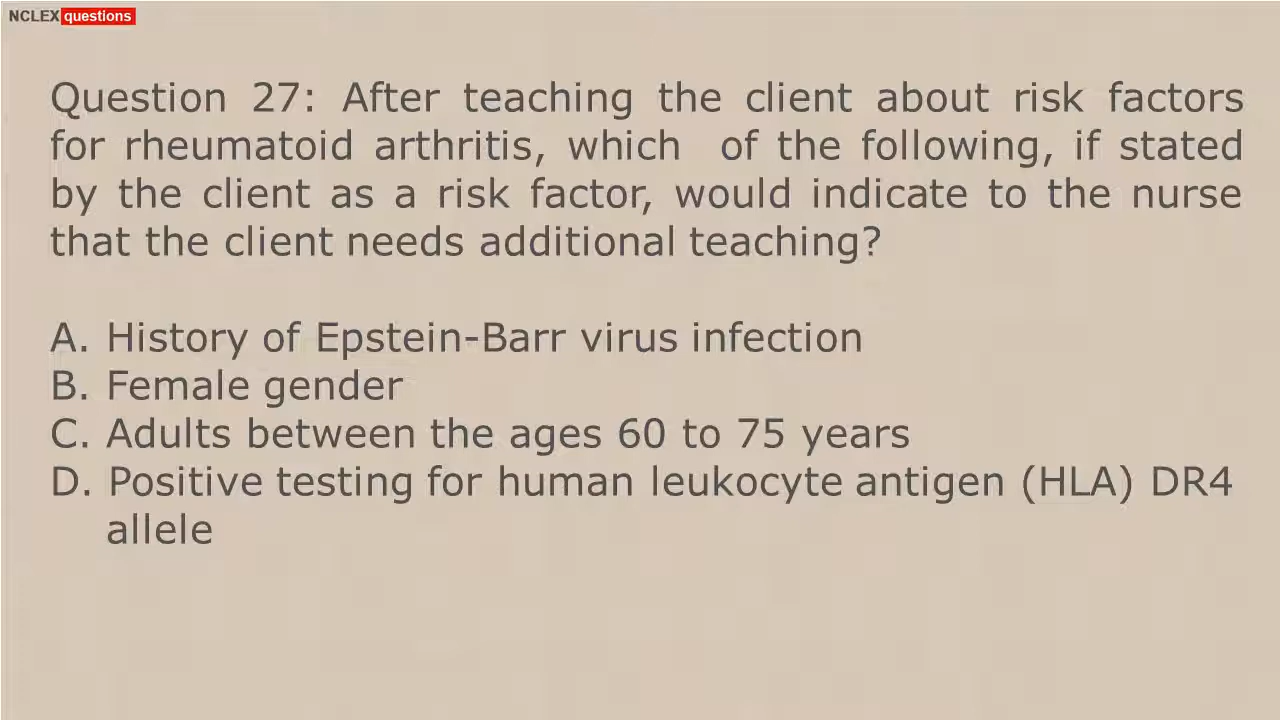 NCLEX questions
Question 27: After teaching the client about risk factors
for rheumatoid arthritis, which of the following, if stated
by the client as a risk factor, would indicate to the nurse
that the client needs additional teaching?
A. History of Epstein-Barr virus infection
B. Female gender
C. Adults between the ages 60 to 75 years
D. Positive testing for human leukocyte antigen (HLA) DR4
allele